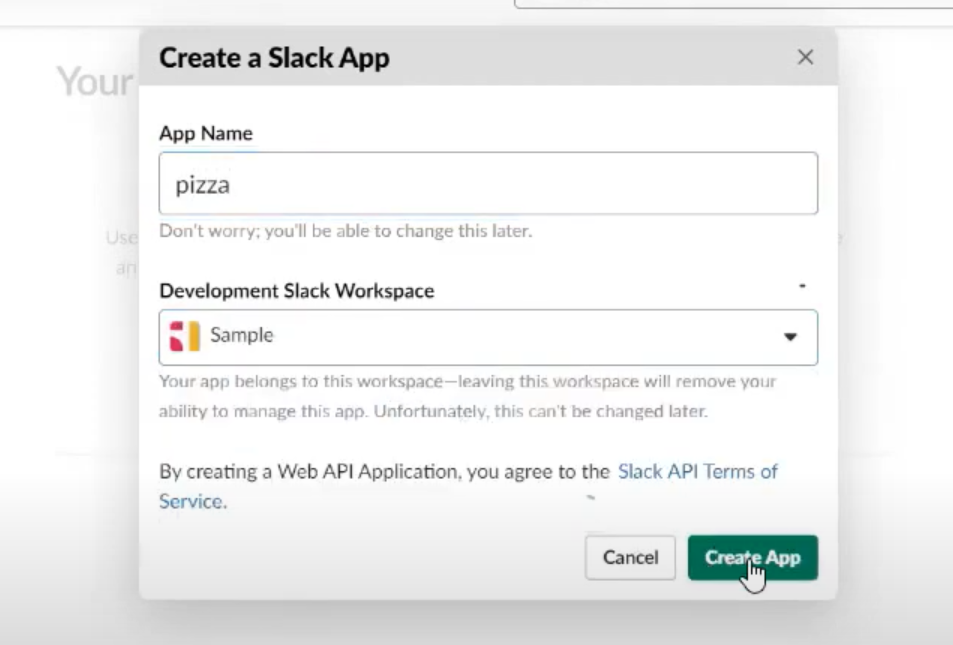 Your
Create a Slack App
App Name
pizza
Don't worry; you'll be able to change this later.
Use
an
Development Slack Workspace
Sample
Your app belongs to this workspace—leaving this workspace will remove your
ability to manage this app. Unfortunately, this can't be changed later.
By creating a Web API Application, you agree to the Slack API Terms of
Service.
Cancel
Create App